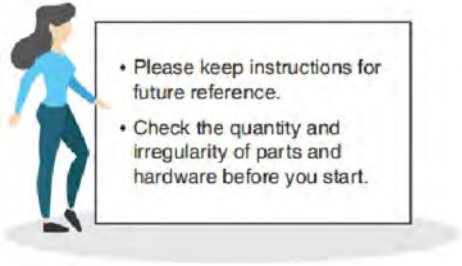 • Please keep instructions for
future reference.
• Check the quantity and
irregularity of parts and
hardware before you start.